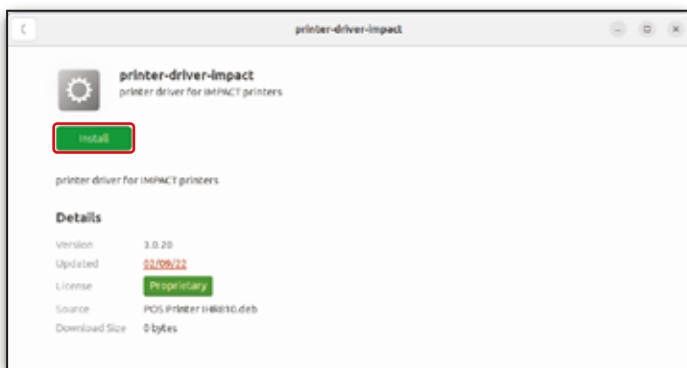 printer-driver-impact
printer-driver-impact
printer driver for IMPACT printers
Install
printer driver for IMPACT printers
Details
Version 3.0.20
Updated 02/09/22
License Proprietary
Source POS Printer IHR810.deb
Download Size 0 bytes